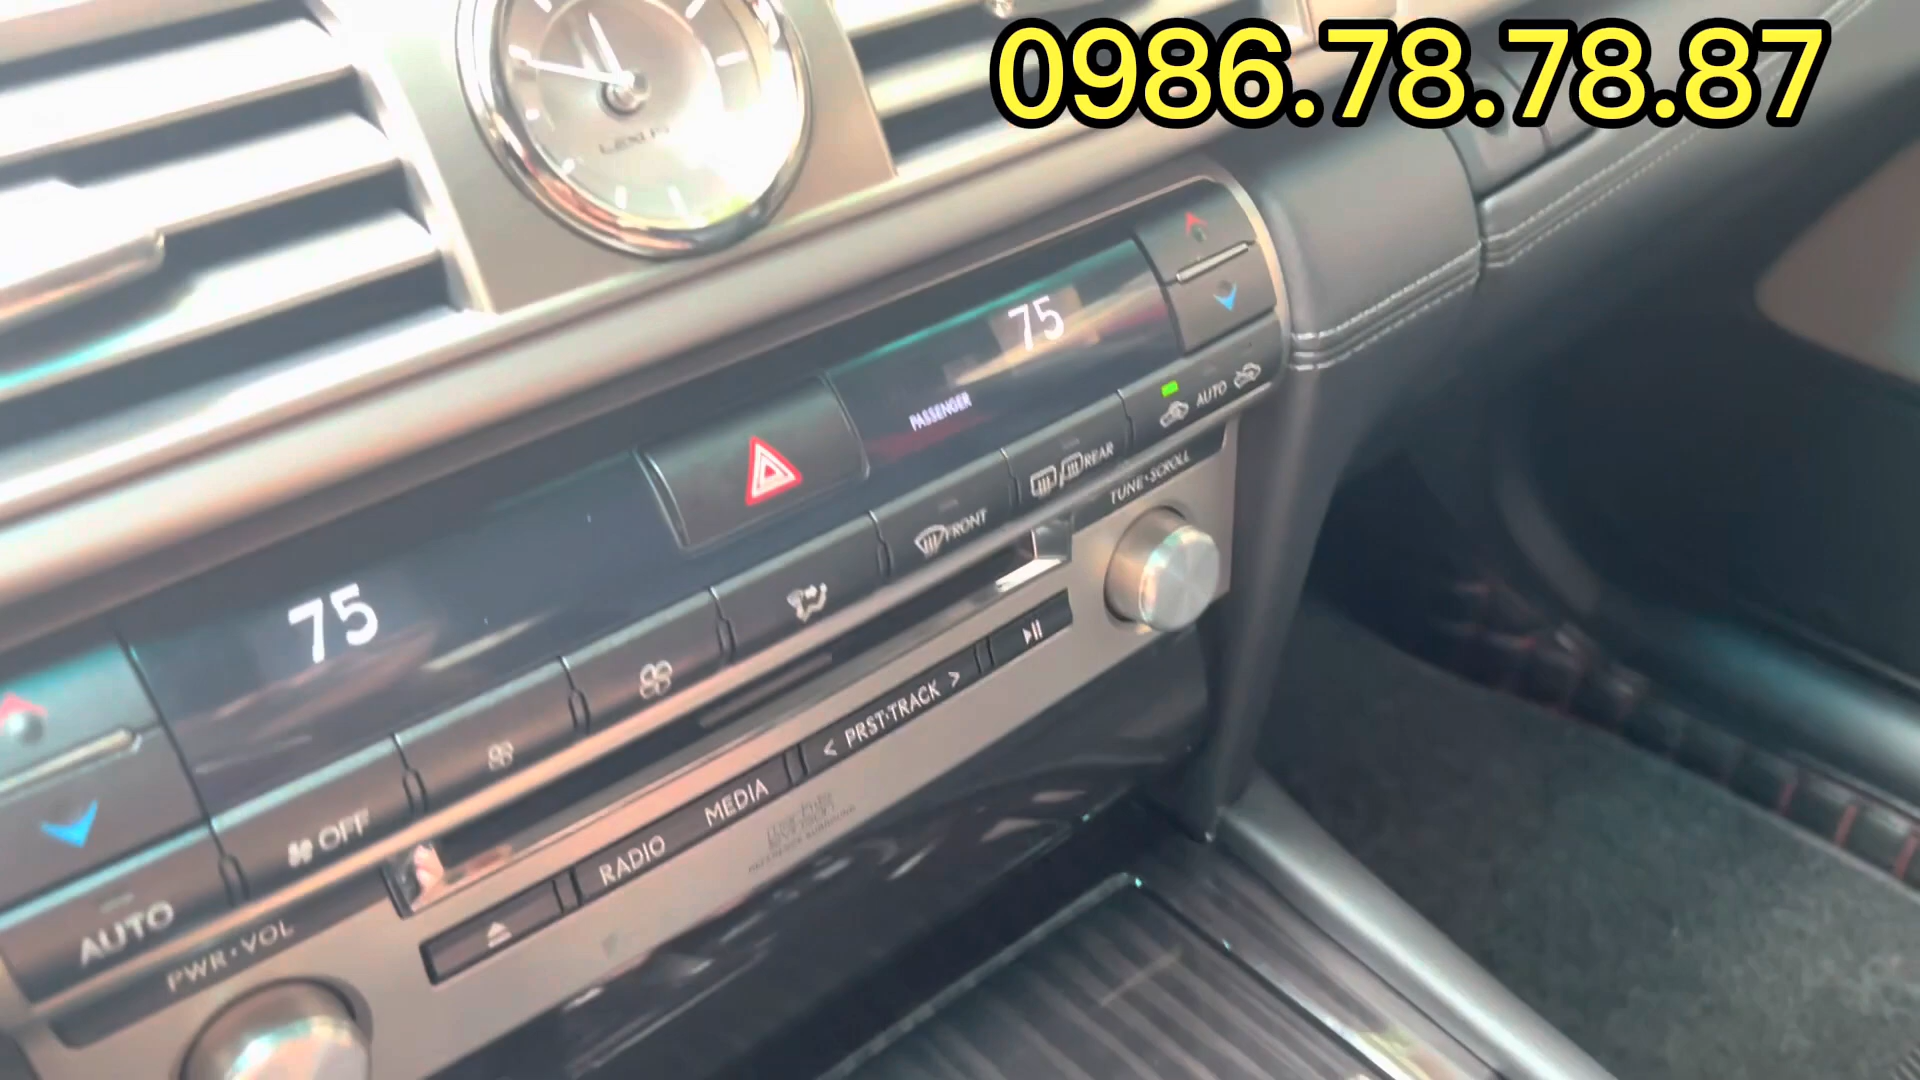 0986.78.78.87
LEXUS
75
PASSENGER
AUTO
REAR
FRONT
TUNE•SCROLL
75
OFF
AUTO
PWR•VOL
< PRST•TRACK >
MEDIA
RADIO